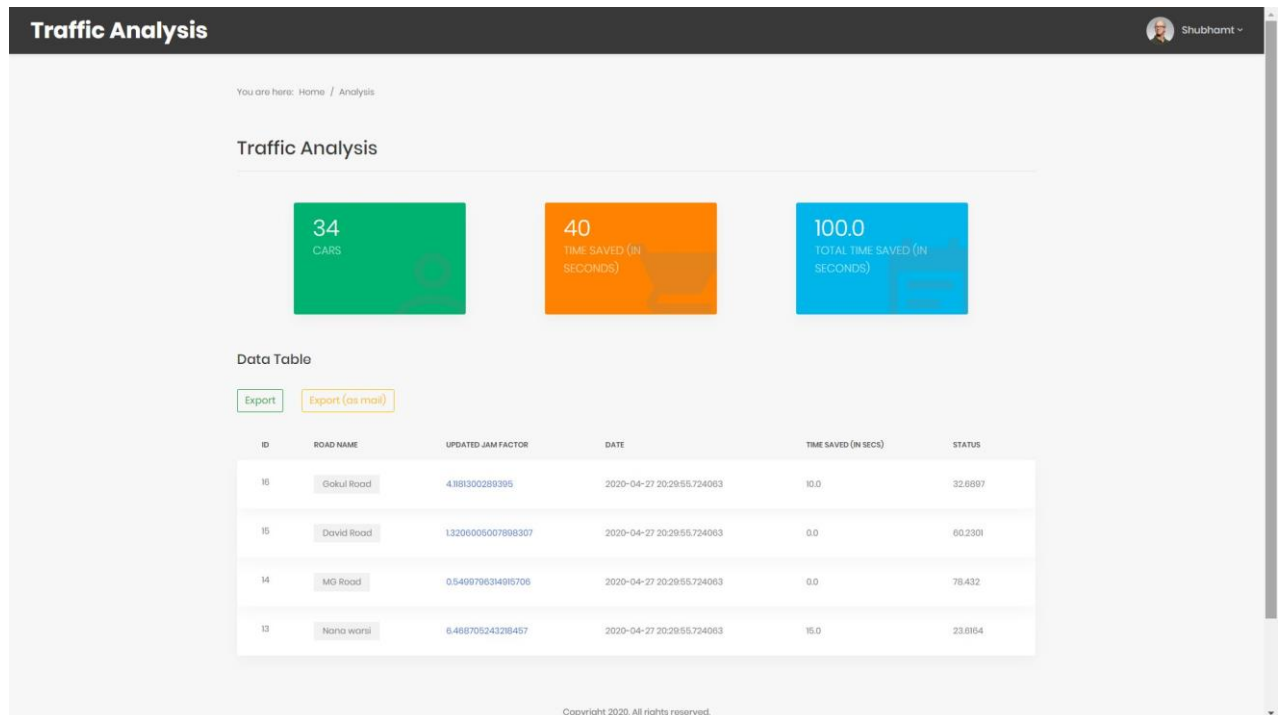 Traffic Analysis
Shubhamt
You are here: Home / Analysis
Traffic Analysis
34
CARS
40
TIME SAVED (IN
SECONDS)
100.0
TOTAL TIME SAVED (IN
SECONDS)
Data Table
Export Export (as mail)
ID ROAD NAME UPDATED JAM FACTOR DATE TIME SAVED (IN SECS) STATUS
16 Gokul Road 4.1181300289395 2020-04-27 20:29:55.724063 10.0 32.6897
15 David Road 1.3206005007898307 2020-04-27 20:29:55.724063 0.0 60.2301
14 MG Road 0.5499796314915706 2020-04-27 20:29:55.724063 0.0 78.432
13 Nana warsi 6.468705243218457 2020-04-27 20:29:55.724063 15.0 23.6164
Copyright 2020. All rights reserved.